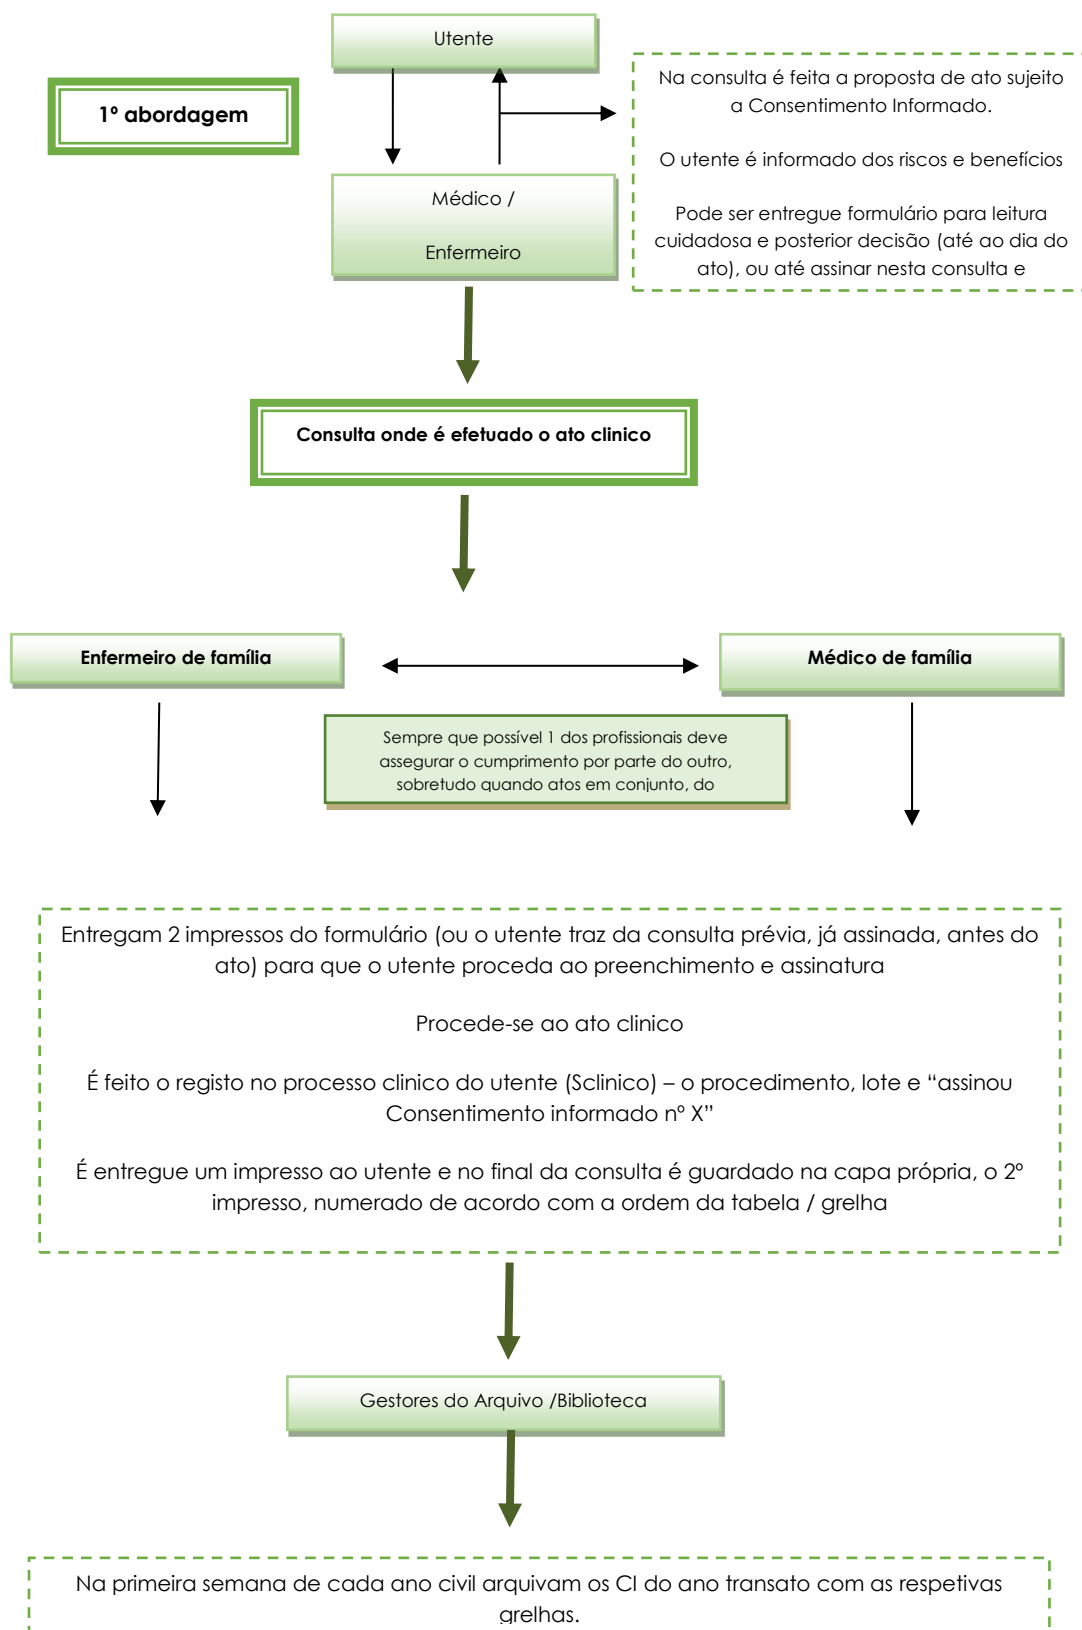 Utente
1º abordagem
Na consulta é feita a proposta de ato sujeito
a Consentimento Informado.
O utente é informado dos riscos e benefícios
Pode ser entregue formulário para leitura
cuidadosa e posterior decisão (até ao dia do
ato), ou até assinar nesta consulta e
Médico /
Enfermeiro
Consulta onde é efetuado o ato clinico
Enfermeiro de família
Médico de família
Sempre que possível 1 dos profissionais deve
assegurar o cumprimento por parte do outro,
sobretudo quando atos em conjunto, do
Entregam 2 impressos do formulário (ou o utente traz da consulta prévia, já assinada, antes do
ato) para que o utente proceda ao preenchimento e assinatura
Procede-se ao ato clinico
É feito o registo no processo clinico do utente (Sclinico) – o procedimento, lote e “assinou
Consentimento informado nº X”
É entregue um impresso ao utente e no final da consulta é guardado na capa própria, o 2º
impresso, numerado de acordo com a ordem da tabela / grelha
Gestores do Arquivo /Biblioteca
Na primeira semana de cada ano civil arquivam os CI do ano transato com as respetivas
grelhas.